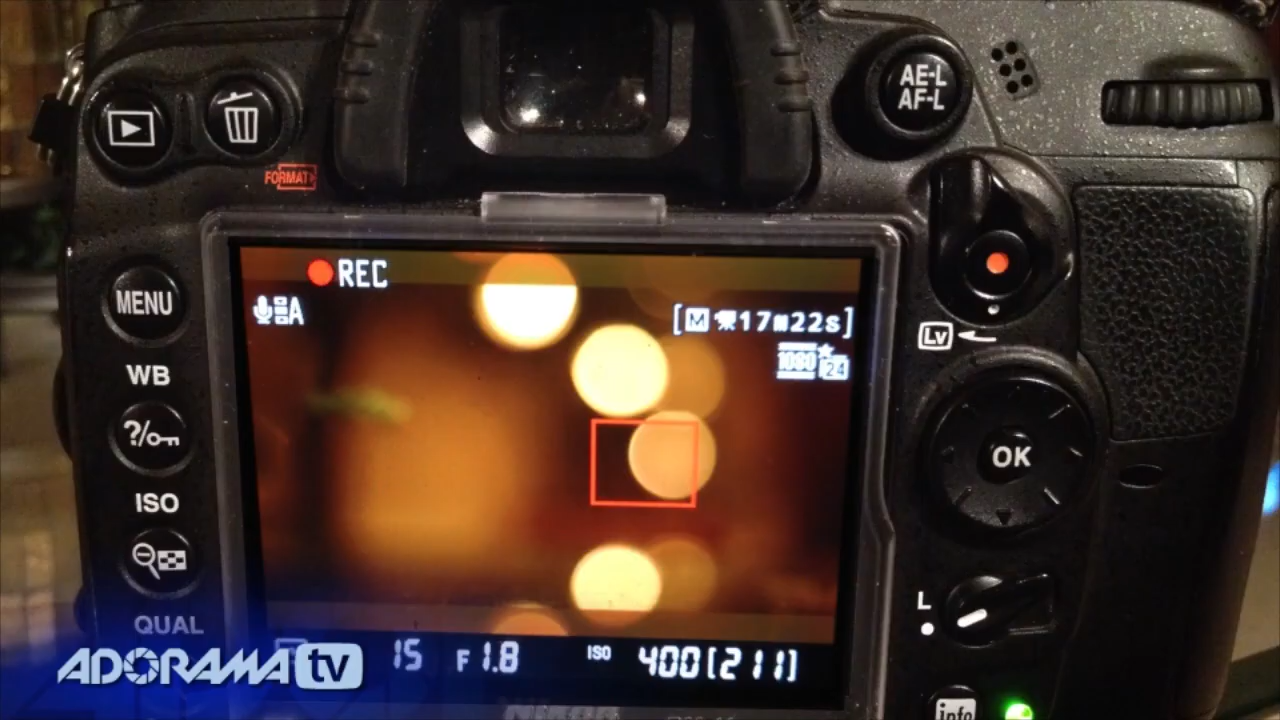 AE-L
AF-L
FORMAT
REC
MENU
A
[M 17m22s]
Lv
1080 ★ 24
WB
?
OK
ISO
L
QUAL
15 F1.8 ISO 400[211]
ADORAMA tv
info